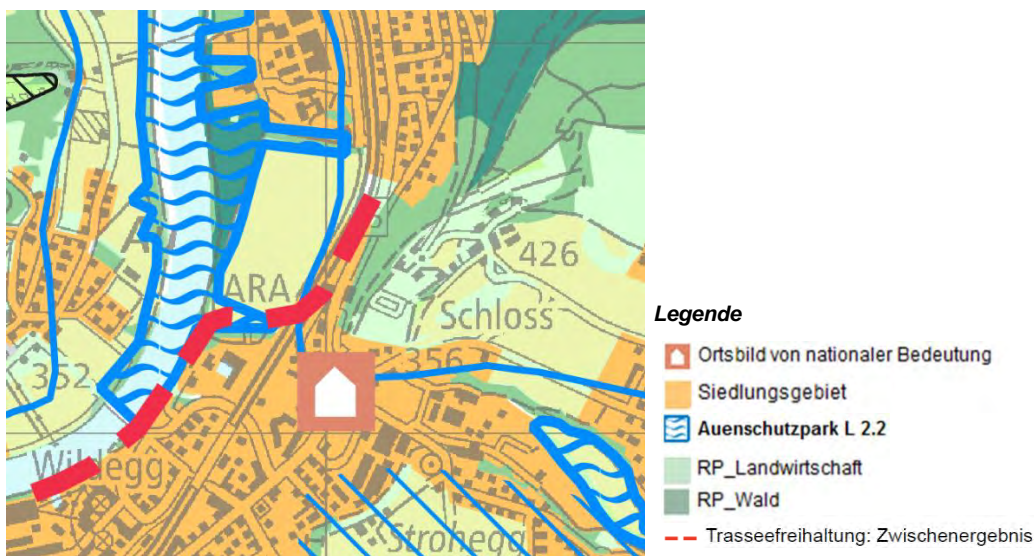 ARA
426
Schloss
356
352
Wildegg
Strohegg
Legende
Ortsbild von nationaler Bedeutung
Siedlungsgebiet
Auenschutzpark L 2.2
RP_Landwirtschaft
RP_Wald
Trasseefreihaltung: Zwischenergebnis